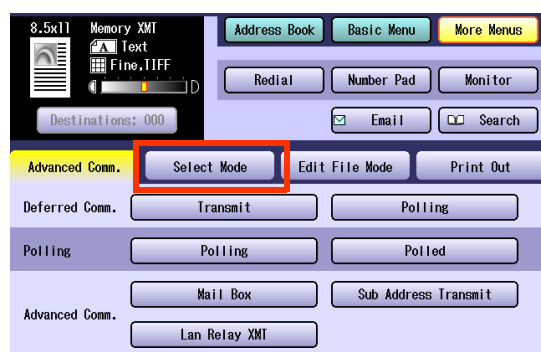 8.5x11 Memory XMT
A Text
Fine,TIFF
D
Destinations: 000
Address Book Basic Menu More Menus
Redial Number Pad Monitor
Email Search
Advanced Comm. Select Mode Edit File Mode Print Out
Deferred Comm. Transmit Polling
Polling Polling Polled
Advanced Comm. Mail Box Sub Address Transmit
Lan Relay XMT